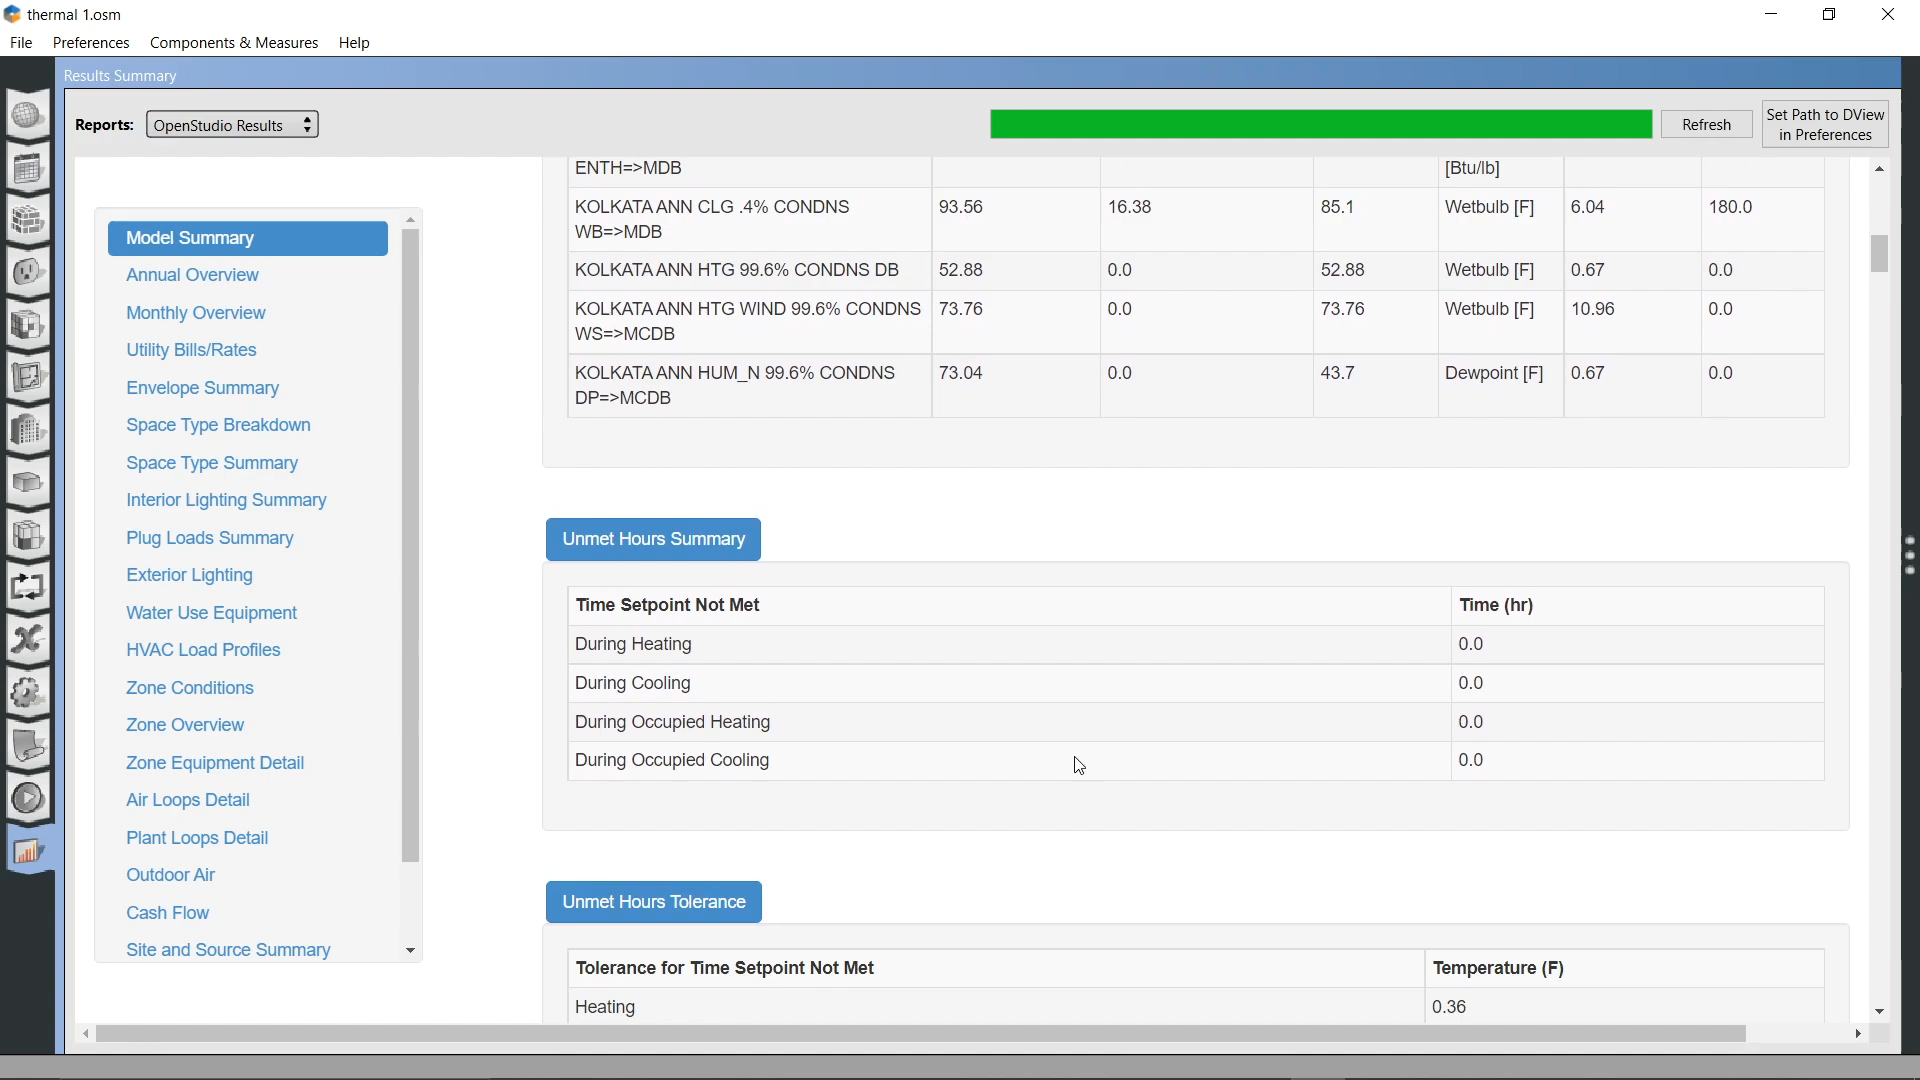 thermal 1.osm
File Preferences Components & Measures Help
Results Summary
Reports: OpenStudio Results Refresh Set Path to DView
in Preferences
Model Summary
Annual Overview
Monthly Overview
Utility Bills/Rates
Envelope Summary
Space Type Breakdown
Space Type Summary
Interior Lighting Summary
Plug Loads Summary
Exterior Lighting
Water Use Equipment
HVAC Load Profiles
Zone Conditions
Zone Overview
Zone Equipment Detail
Air Loops Detail
Plant Loops Detail
Outdoor Air
Cash Flow
Site and Source Summary
ENTH=>MDB [Btu/lb]
KOLKATA ANN CLG .4% CONDNS 93.56 16.38 85.1 Wetbulb [F] 6.04 180.0
WB=>MDB
KOLKATA ANN HTG 99.6% CONDNS DB 52.88 0.0 52.88 Wetbulb [F] 0.67 0.0
KOLKATA ANN HTG WIND 99.6% CONDNS 73.76 0.0 73.76 Wetbulb [F] 10.96 0.0
WS=>MCDB
KOLKATA ANN HUM_N 99.6% CONDNS 73.04 0.0 43.7 Dewpoint [F] 0.67 0.0
DP=>MCDB
Unmet Hours Summary
Time Setpoint Not Met Time (hr)
During Heating 0.0
During Cooling 0.0
During Occupied Heating 0.0
During Occupied Cooling 0.0
Unmet Hours Tolerance
Tolerance for Time Setpoint Not Met Temperature (F)
Heating 0.36